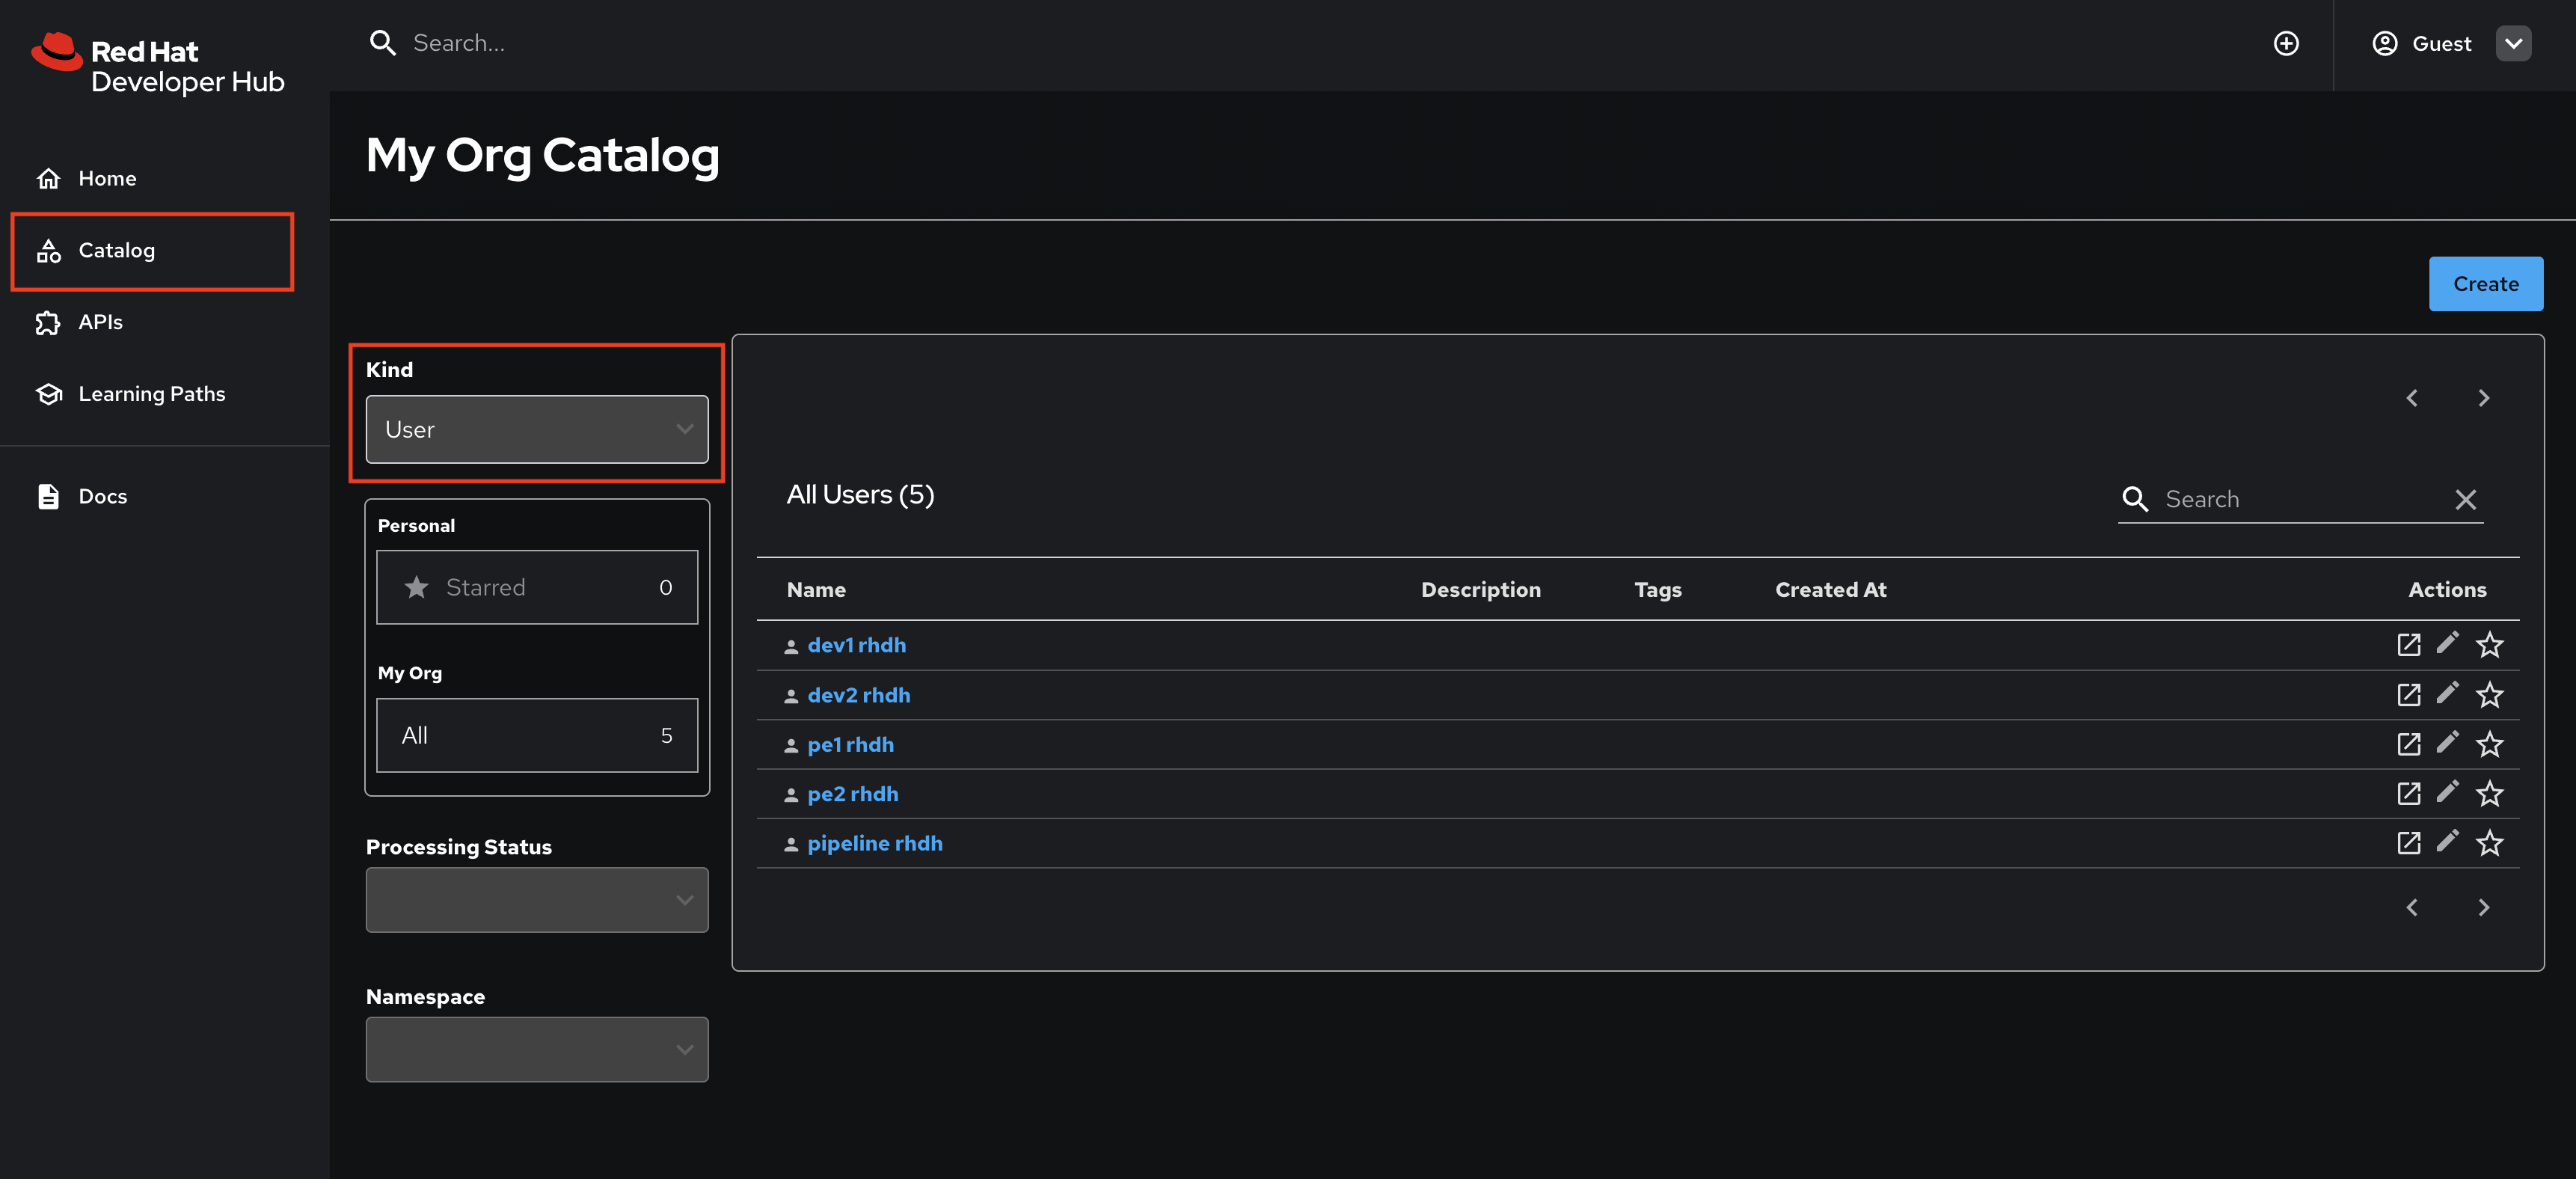 Red Hat
Developer Hub
Search...
Guest
Home
Catalog
APIs
Learning Paths
Docs
My Org Catalog
Create
Kind
User
Personal
Starred 0
My Org
All 5
Processing Status
Namespace
All Users (5)
Search
Name Description Tags Created At Actions
dev1 rhdh
dev2 rhdh
pe1 rhdh
pe2 rhdh
pipeline rhdh